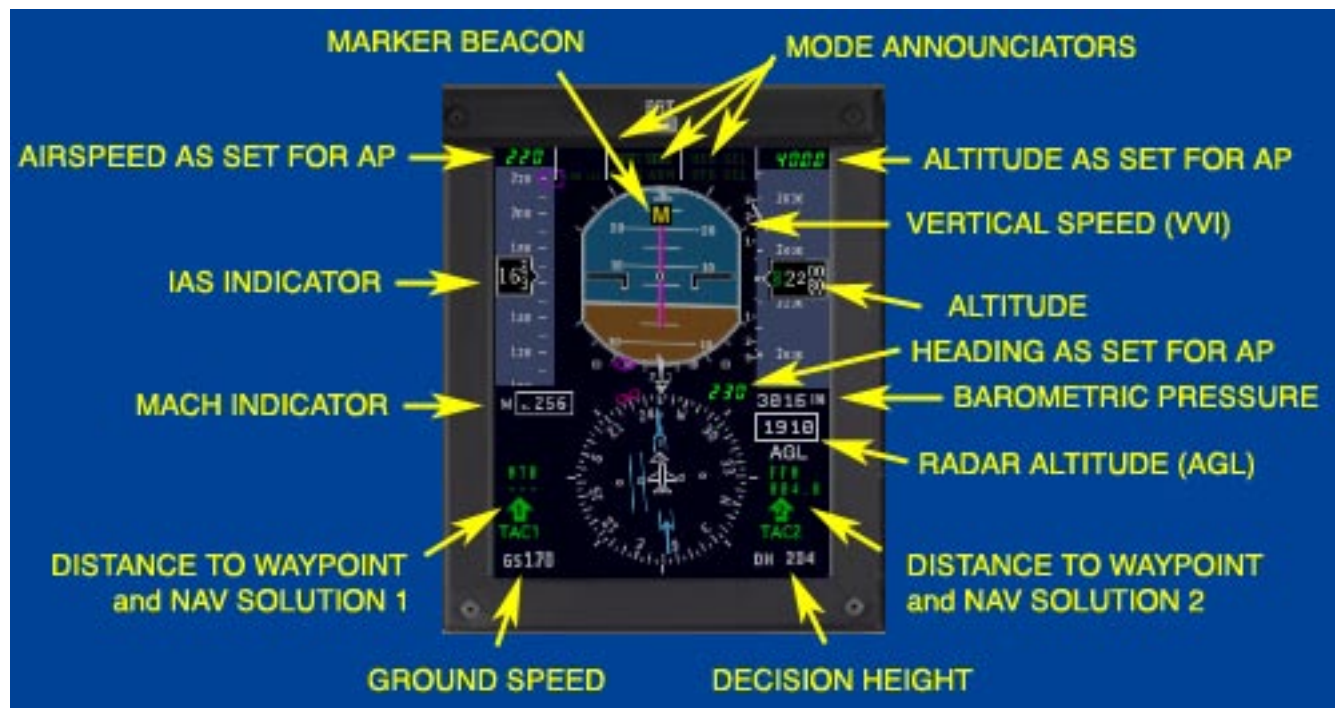 MARKER BEACON
MODE ANNOUNCIATORS
AIRSPEED AS SET FOR AP
220
4000
ALTITUDE AS SET FOR AP
M
VERTICAL SPEED (VVI)
IAS INDICATOR
ALTITUDE
HEADING AS SET FOR AP
230
MACH INDICATOR
M .256
3016 IN
BAROMETRIC PRESSURE
1910
AGL
RADAR ALTITUDE (AGL)
TAC1
TAC2
GS170
DH 204
DISTANCE TO WAYPOINT
and NAV SOLUTION 1
DISTANCE TO WAYPOINT
and NAV SOLUTION 2
GROUND SPEED
DECISION HEIGHT